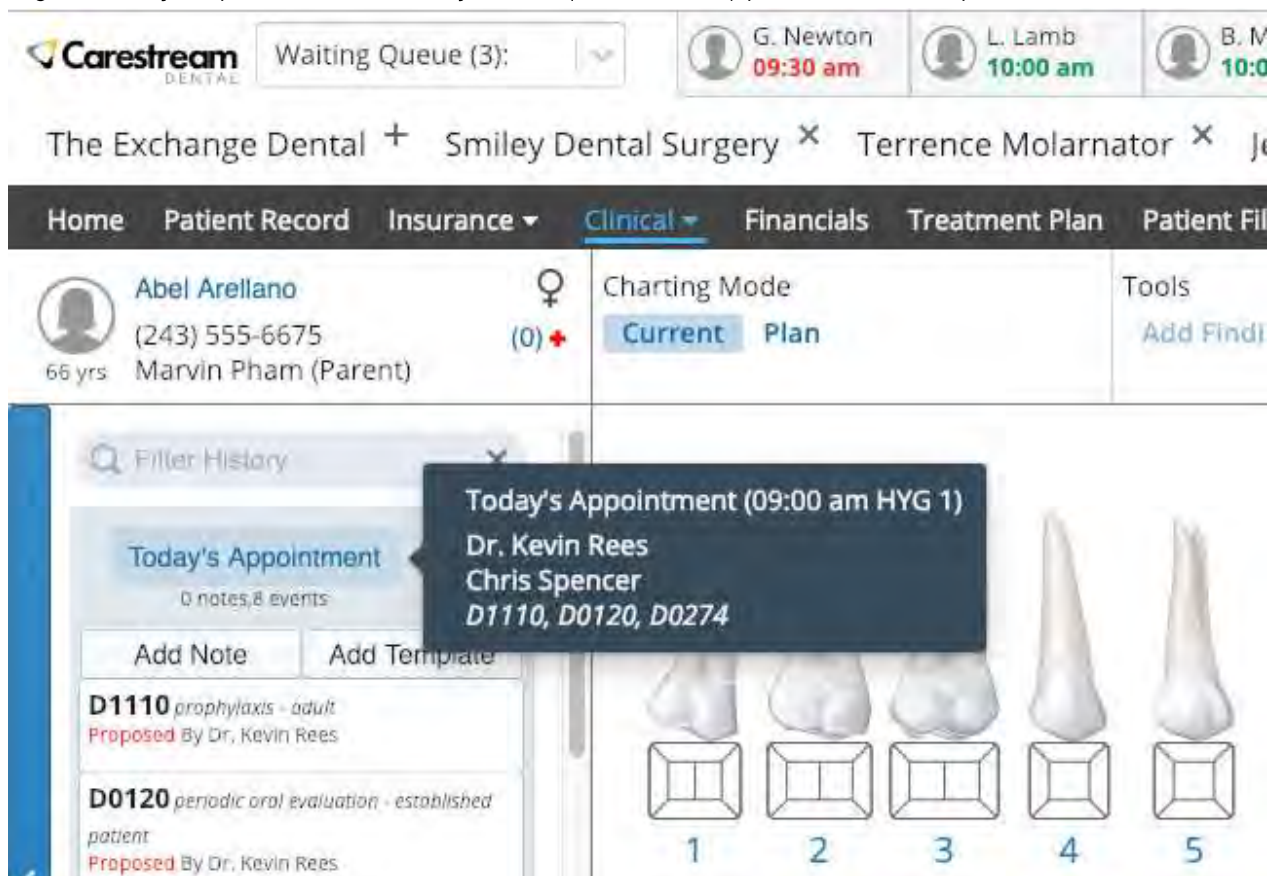 Carestream
DENTAL
Waiting Queue (3):
G. Newton
09:30 am
L. Lamb
10:00 am
The Exchange Dental +
Smiley Dental Surgery ×
Terrence Molarnator ×
Home
Patient Record
Insurance
Clinical
Financials
Treatment Plan
Patient
Abel Arellano
(243) 555-6675
(0)
66 yrs
Marvin Pham (Parent)
Charting Mode
Current
Plan
Tools
Add
Filter History
×
Today's Appointment
0 notes,8 events
Today's Appointment (09:00 am HYG 1)
Dr. Kevin Rees
Chris Spencer
D1110, D0120, D0274
Add Note
Add Template
D1110 prophylaxis - adult
Proposed By Dr. Kevin Rees
D0120 periodic oral evaluation - established
patient
Proposed By Dr. Kevin Rees
1
2
3
4
5